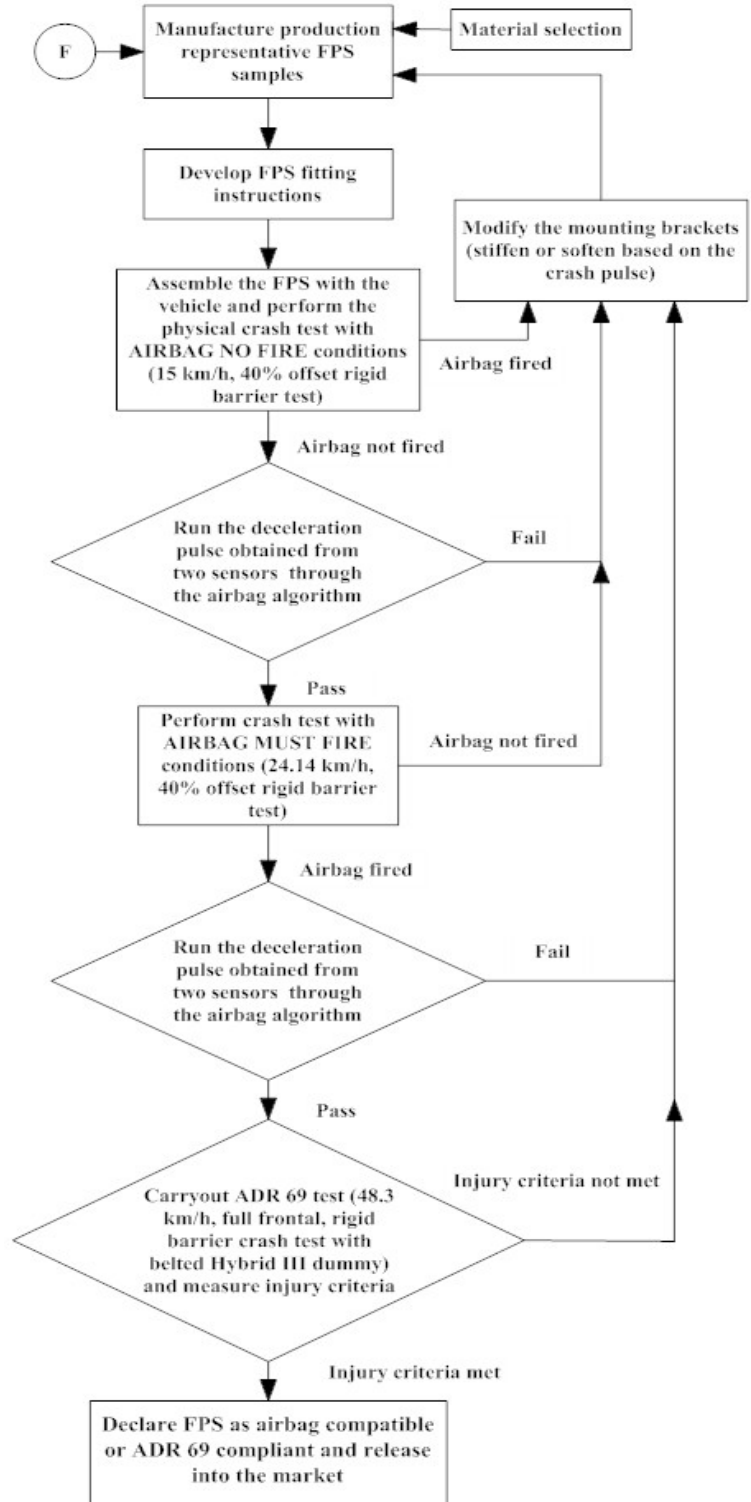 F
Manufacture production
representative FPS
samples
Material selection
Develop FPS fitting
instructions
Modify the mounting brackets
(stiffen or soften based on the
crash pulse)
Assemble the FPS with the
vehicle and perform the
physical crash test with
AIRBAG NO FIRE conditions
(15 km/h, 40% offset rigid
barrier test)
Airbag fired
Airbag not fired
Run the deceleration
pulse obtained from
two sensors through
the airbag algorithm
Fail
Pass
Perform crash test with
AIRBAG MUST FIRE
conditions (24.14 km/h,
40% offset rigid barrier
test)
Airbag not fired
Airbag fired
Run the deceleration
pulse obtained from
two sensors through
the airbag algorithm
Fail
Pass
Carryout ADR 69 test (48.3
km/h, full frontal, rigid
barrier crash test with
belted Hybrid III dummy)
and measure injury criteria
Injury criteria not met
Injury criteria met
Declare FPS as airbag compatible
or ADR 69 compliant and release
into the market